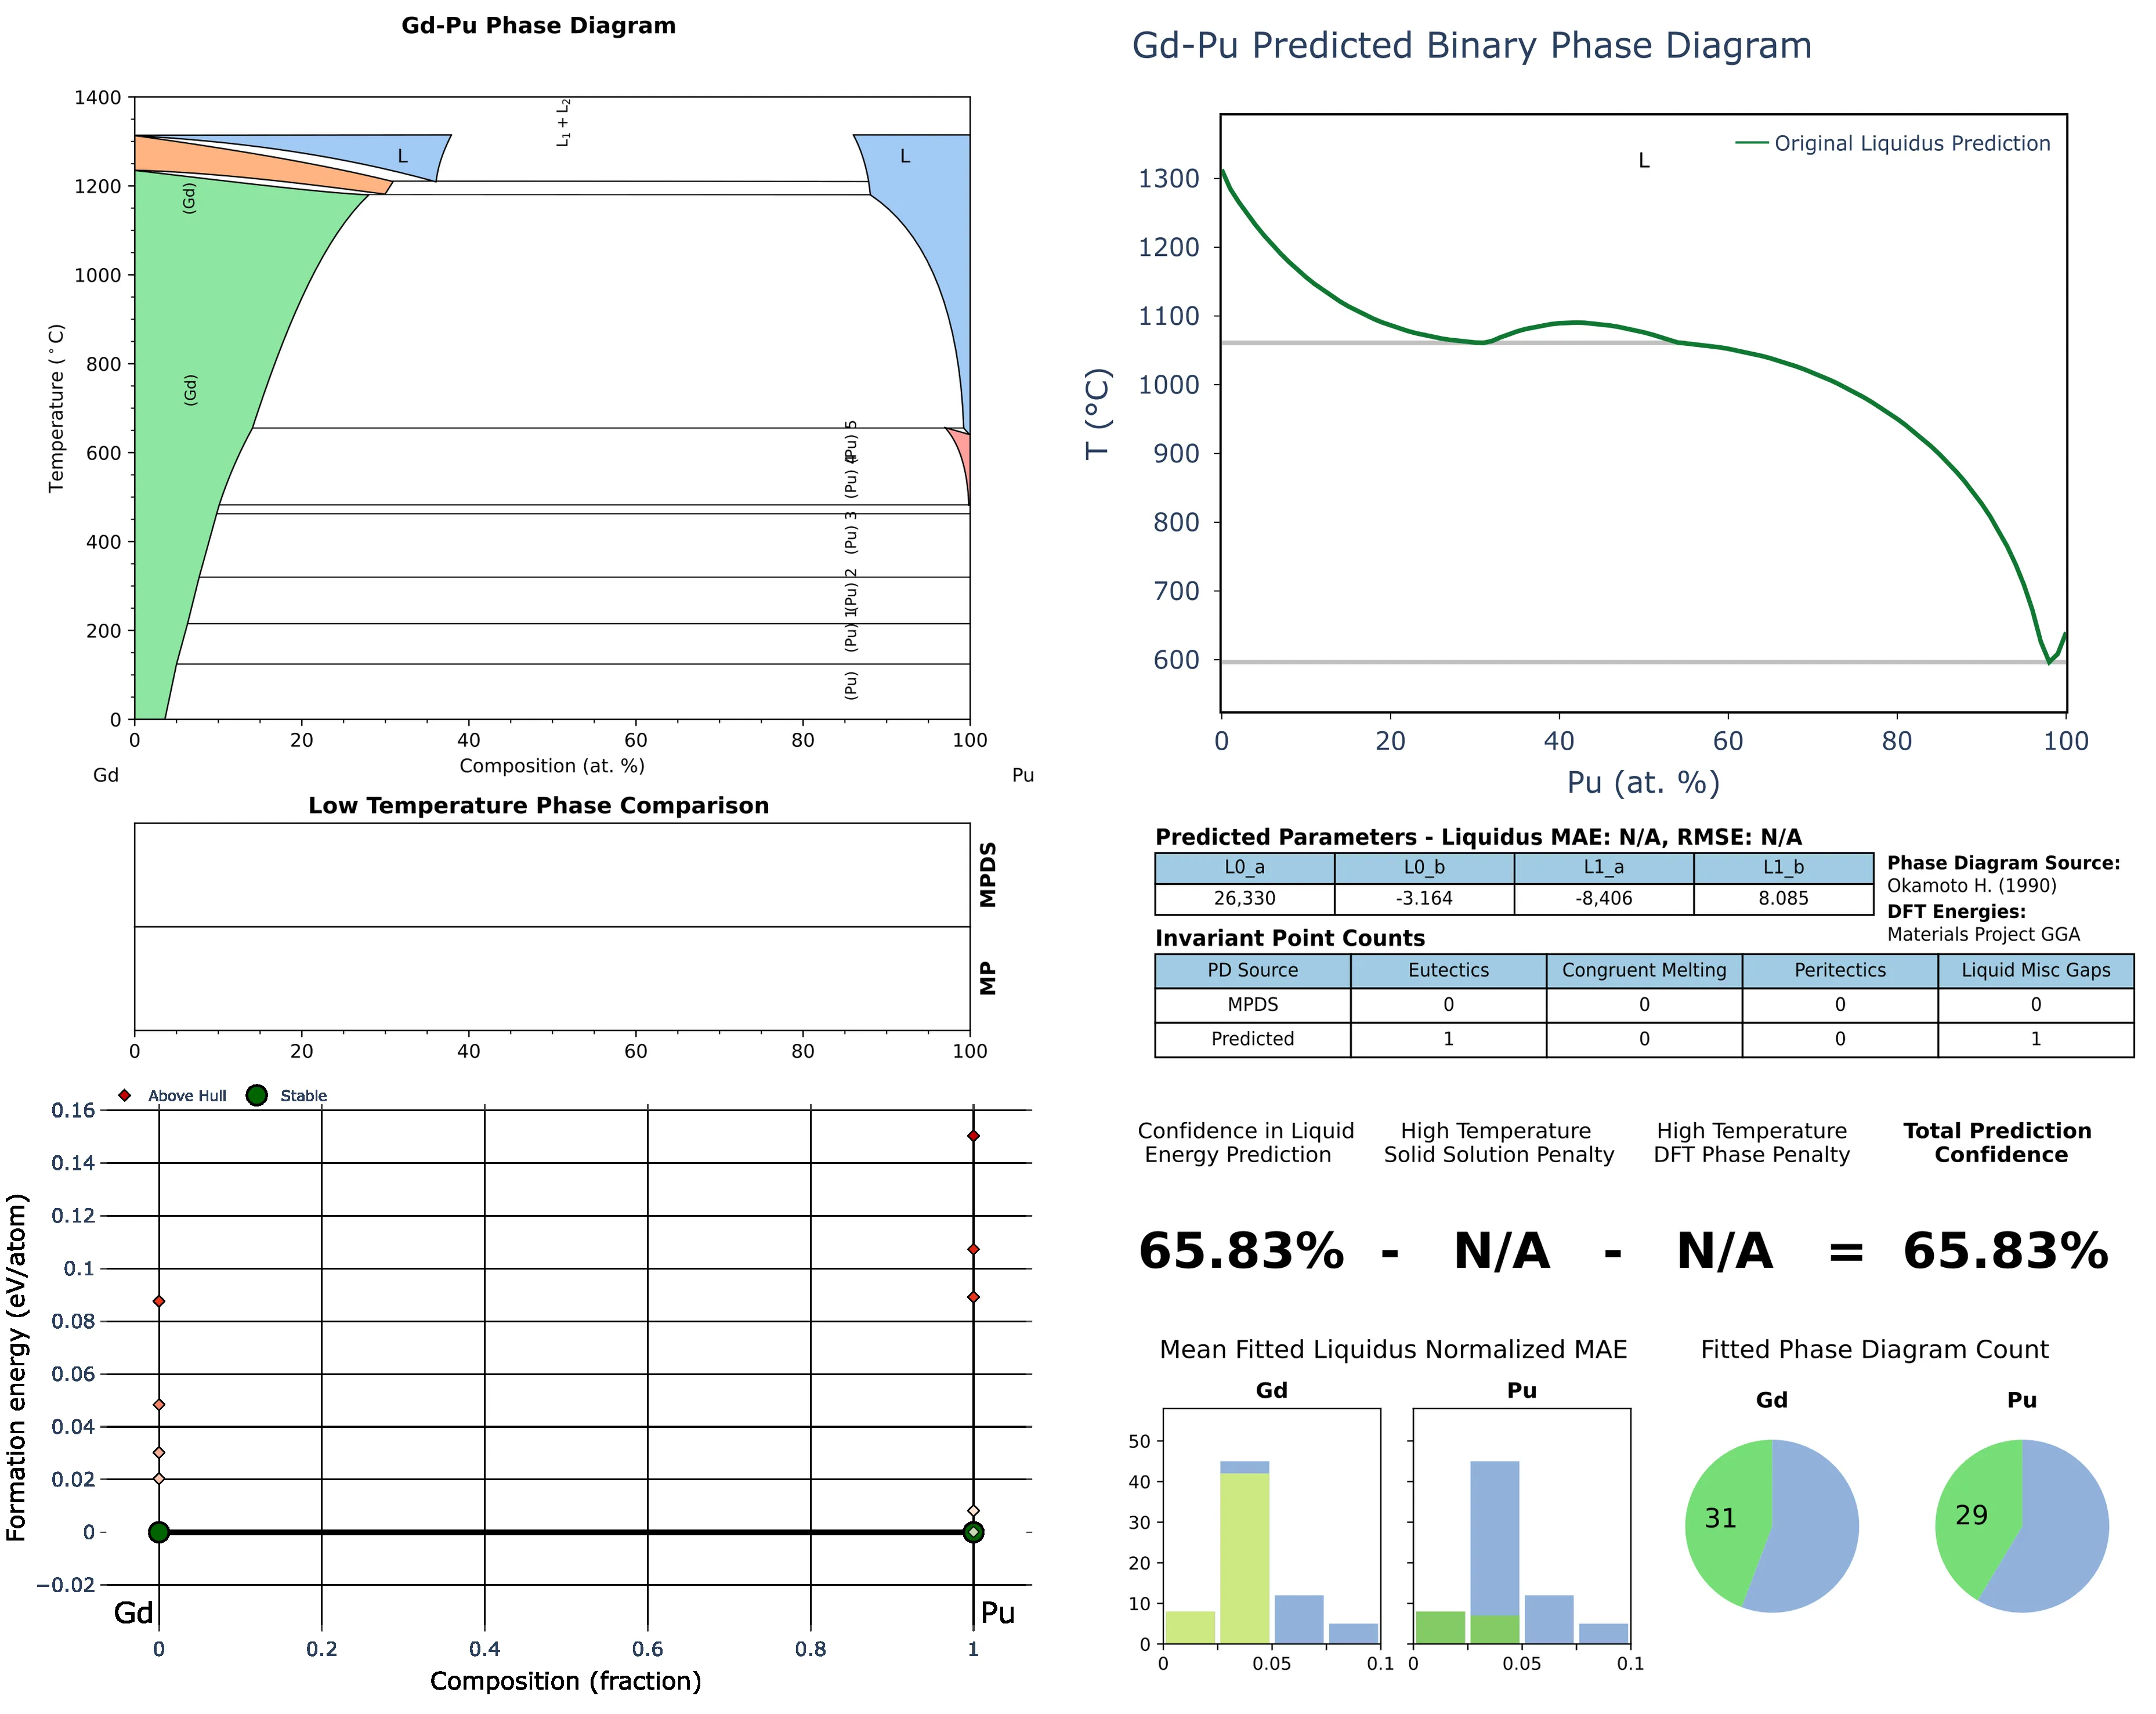 Gd-Pu Phase Diagram
1400
1200
1000
800
600
400
200
0
Temperature (°C)
L
L₁ + L₂
L
(Gd)
(Gd)
(Pu) 5
(Pu) 4
(Pu) 3
(Pu) 2
(Pu) 1
(Pu)
0 20 40 60 80 100
Composition (at. %)
Gd Pu
Low Temperature Phase Comparison
MPDS
MP
0 20 40 60 80 100
Above Hull Stable
0.16
0.14
0.12
0.1
0.08
0.06
0.04
0.02
0
−0.02
Formation energy (eV/atom)
Gd Pu
0 0.2 0.4 0.6 0.8 1
Composition (fraction)
Gd-Pu Predicted Binary Phase Diagram
Original Liquidus Prediction
L
1300
1200
1100
1000
900
800
700
600
T (°C)
0 20 40 60 80 100
Pu (at. %)
Predicted Parameters - Liquidus MAE: N/A, RMSE: N/A
L0_a L0_b L1_a L1_b
26,330 -3.164 -8,406 8.085
Phase Diagram Source:
Okamoto H. (1990)
DFT Energies:
Materials Project GGA
Invariant Point Counts
PD Source Eutectics Congruent Melting Peritectics Liquid Misc Gaps
MPDS 0 0 0 0
Predicted 1 0 0 1
Confidence in Liquid
Energy Prediction
High Temperature
Solid Solution Penalty
High Temperature
DFT Phase Penalty
Total Prediction
Confidence
65.83% - N/A - N/A = 65.83%
Mean Fitted Liquidus Normalized MAE
Gd Pu
50
40
30
20
10
0
0 0.05 0.1 0 0.05 0.1
Fitted Phase Diagram Count
Gd Pu
31 29